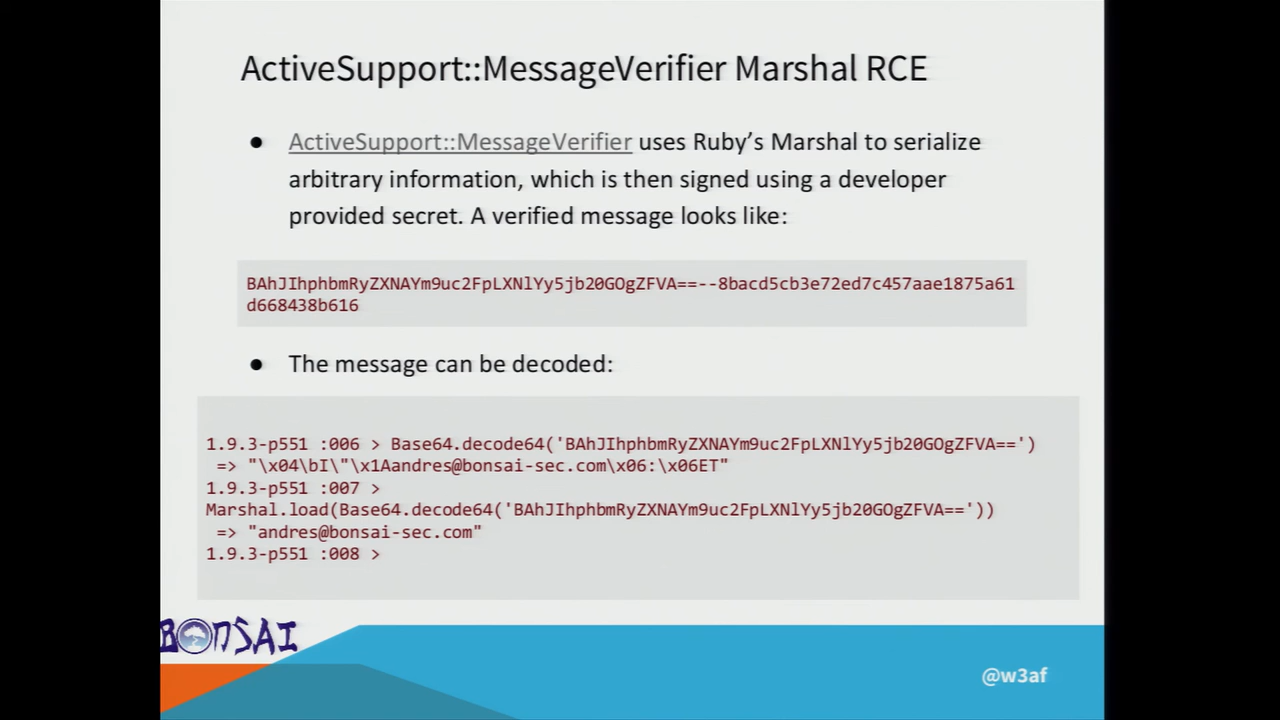 ActiveSupport::MessageVerifier Marshal RCE
● ActiveSupport::MessageVerifier uses Ruby's Marshal to serialize
arbitrary information, which is then signed using a developer
provided secret. A verified message looks like:
BAhJIhphbmRyZXNAYm9uc2FpLXNlYy5jb20GOgZFVA==--8bacd5cb3e72ed7c457aae1875a61
d668438b616
● The message can be decoded:
1.9.3-p551 :006 > Base64.decode64('BAhJIhphbmRyZXNAYm9uc2FpLXNlYy5jb20GOgZFVA==')
=> "\x04\bI\"\x1Aandres@bonsai-sec.com\x06:\x06ET"
1.9.3-p551 :007 >
Marshal.load(Base64.decode64('BAhJIhphbmRyZXNAYm9uc2FpLXNlYy5jb20GOgZFVA=='))
=> "andres@bonsai-sec.com"
1.9.3-p551 :008 >
BONSAI
@w3af